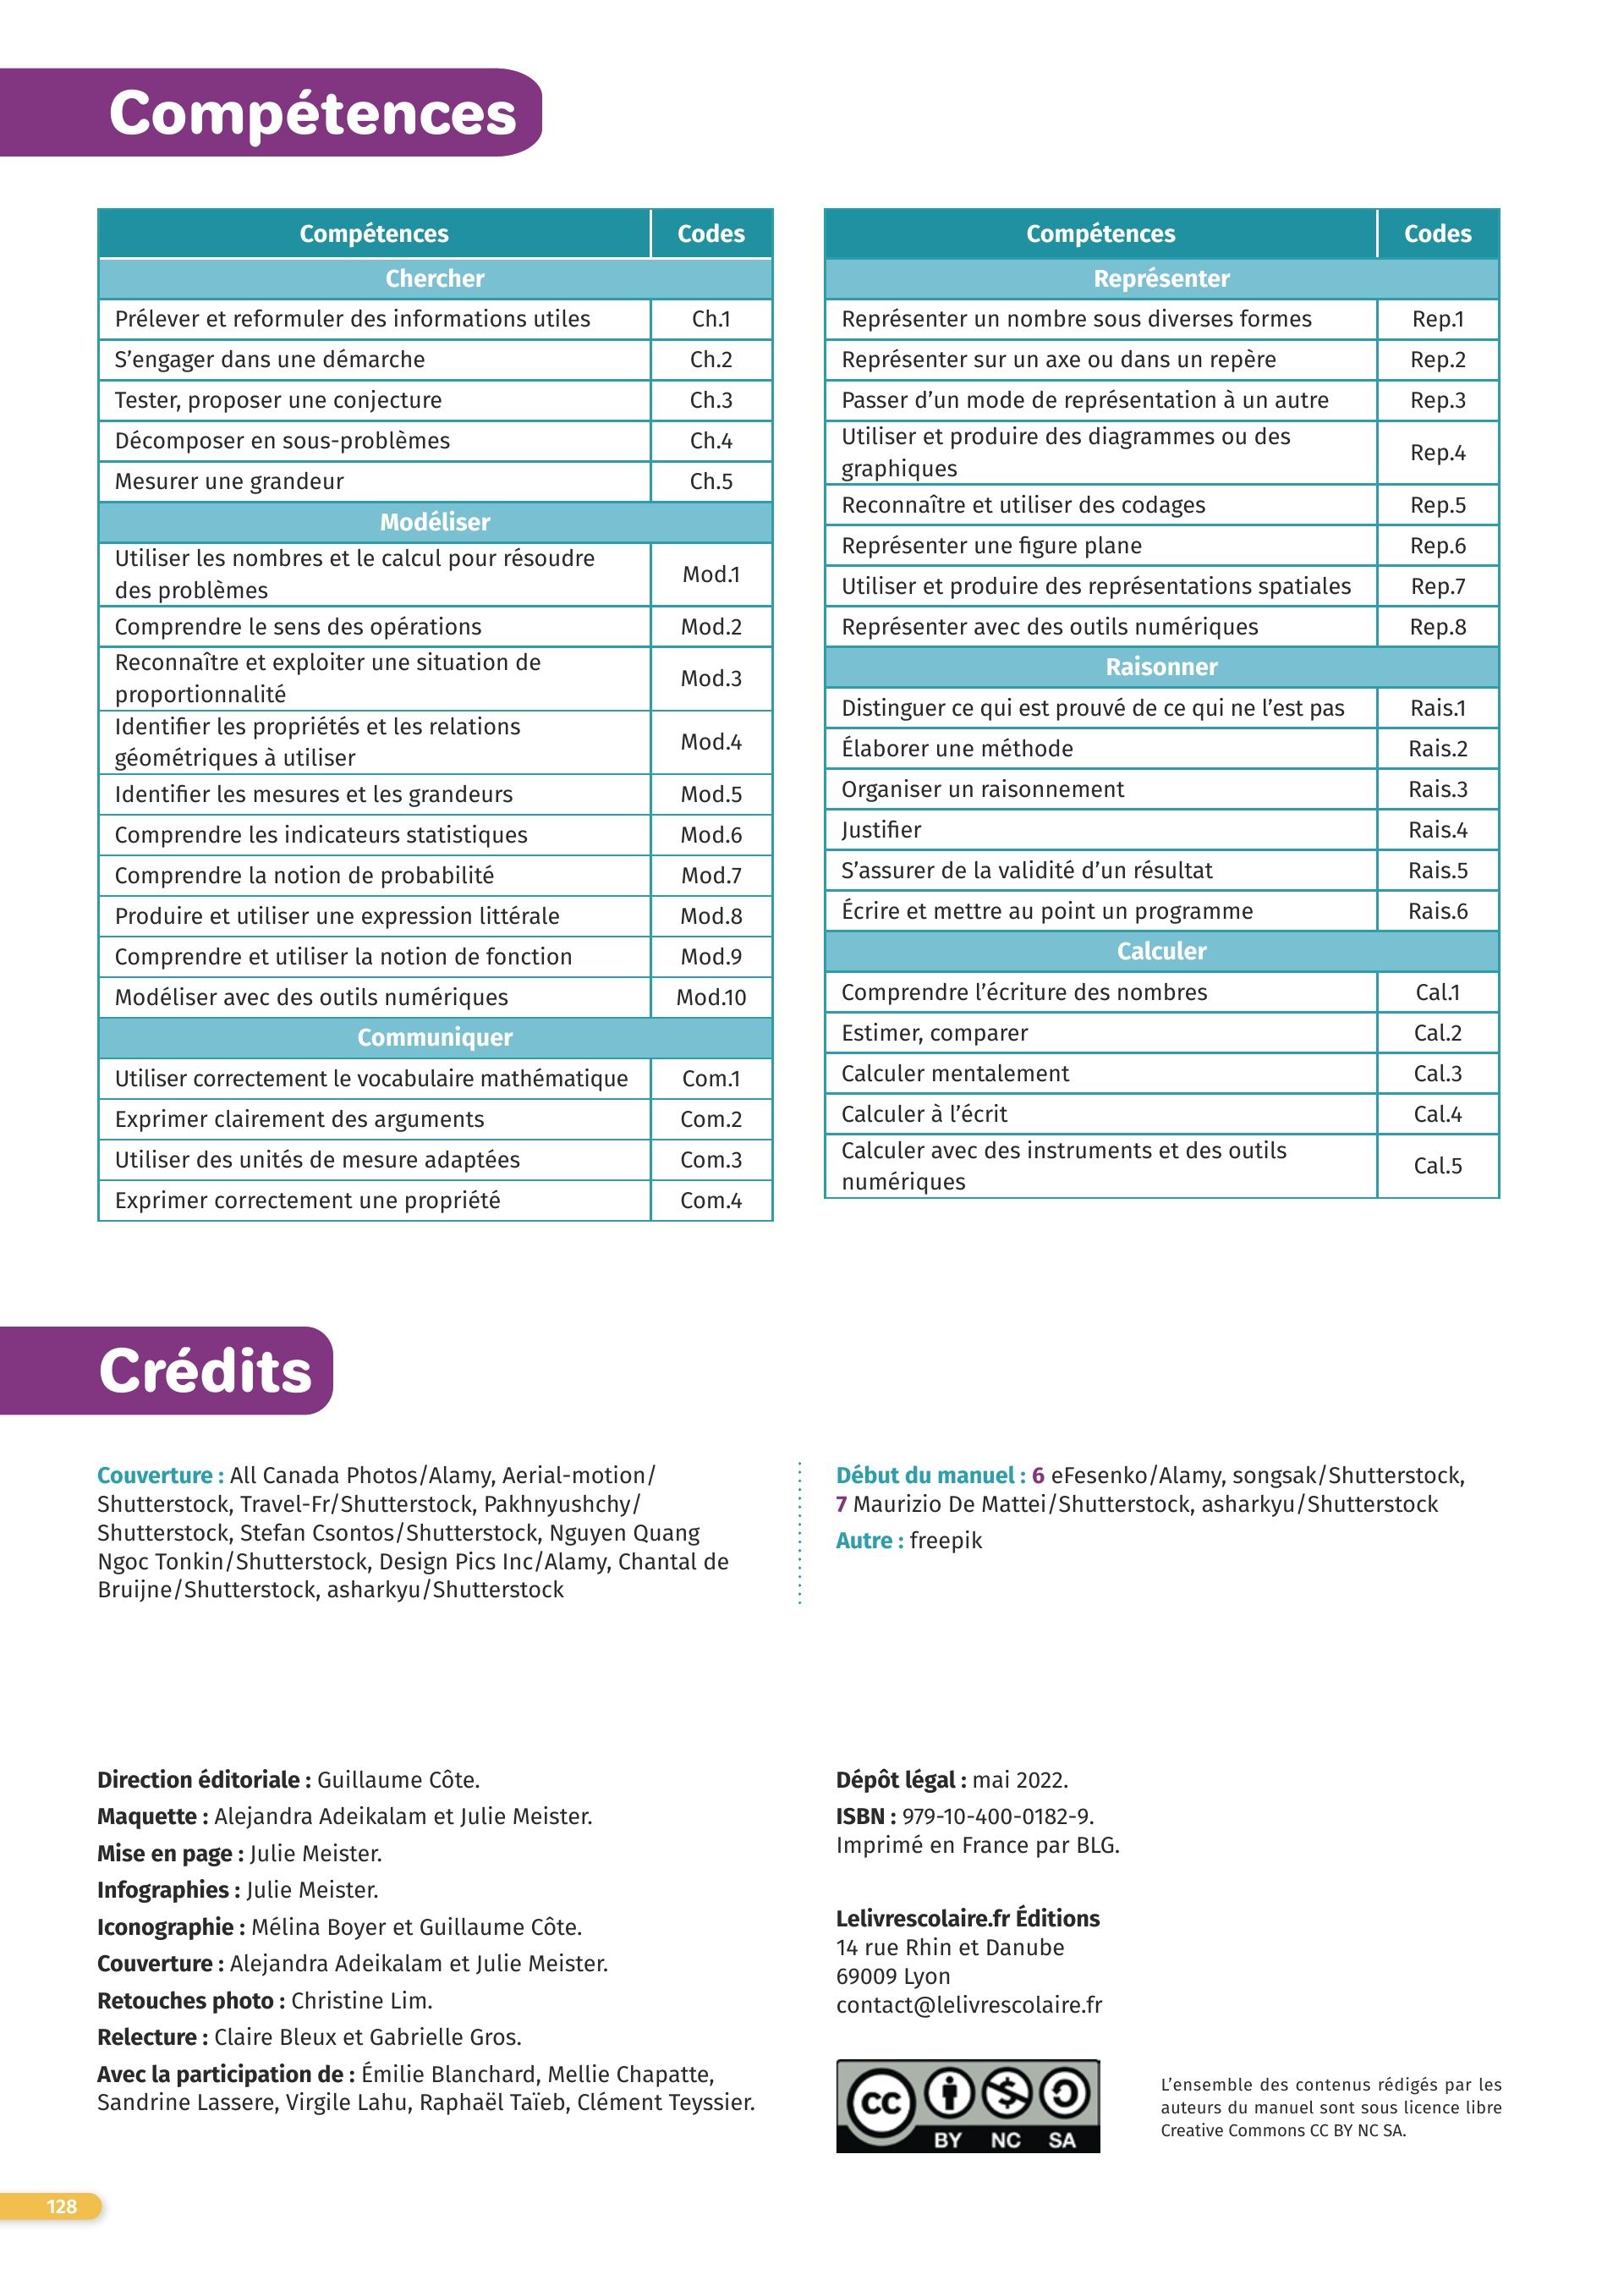 Compétences
Compétences Codes
Chercher
Prélever et reformuler des informations utiles Ch.1
S’engager dans une démarche Ch.2
Tester, proposer une conjecture Ch.3
Décomposer en sous-problèmes Ch.4
Mesurer une grandeur Ch.5
Modéliser
Utiliser les nombres et le calcul pour résoudre
des problèmes Mod.1
Comprendre le sens des opérations Mod.2
Reconnaître et exploiter une situation de
proportionnalité Mod.3
Identifier les propriétés et les relations
géométriques à utiliser Mod.4
Identifier les mesures et les grandeurs Mod.5
Comprendre les indicateurs statistiques Mod.6
Comprendre la notion de probabilité Mod.7
Produire et utiliser une expression littérale Mod.8
Comprendre et utiliser la notion de fonction Mod.9
Modéliser avec des outils numériques Mod.10
Communiquer
Utiliser correctement le vocabulaire mathématique Com.1
Exprimer clairement des arguments Com.2
Utiliser des unités de mesure adaptées Com.3
Exprimer correctement une propriété Com.4
Compétences Codes
Représenter
Représenter un nombre sous diverses formes Rep.1
Représenter sur un axe ou dans un repère Rep.2
Passer d’un mode de représentation à un autre Rep.3
Utiliser et produire des diagrammes ou des
graphiques Rep.4
Reconnaître et utiliser des codages Rep.5
Représenter une figure plane Rep.6
Utiliser et produire des représentations spatiales Rep.7
Représenter avec des outils numériques Rep.8
Raisonner
Distinguer ce qui est prouvé de ce qui ne l’est pas Rais.1
Élaborer une méthode Rais.2
Organiser un raisonnement Rais.3
Justifier Rais.4
S’assurer de la validité d’un résultat Rais.5
Écrire et mettre au point un programme Rais.6
Calculer
Comprendre l’écriture des nombres Cal.1
Estimer, comparer Cal.2
Calculer mentalement Cal.3
Calculer à l’écrit Cal.4
Calculer avec des instruments et des outils
numériques Cal.5
Crédits
Couverture : All Canada Photos/Alamy, Aerial-motion/
Shutterstock, Travel-Fr/Shutterstock, Pakhnyushchy/
Shutterstock, Stefan Csontos/Shutterstock, Nguyen Quang
Ngoc Tonkin/Shutterstock, Design Pics Inc/Alamy, Chantal de
Bruijne/Shutterstock, asharkyu/Shutterstock
Début du manuel : 6 eFesenko/Alamy, songsak/Shutterstock,
7 Maurizio De Mattei/Shutterstock, asharkyu/Shutterstock
Autre : freepik
Direction éditoriale : Guillaume Côte.
Maquette : Alejandra Adeikalam et Julie Meister.
Mise en page : Julie Meister.
Infographies : Julie Meister.
Iconographie : Mélina Boyer et Guillaume Côte.
Couverture : Alejandra Adeikalam et Julie Meister.
Retouches photo : Christine Lim.
Relecture : Claire Bleux et Gabrielle Gros.
Avec la participation de : Émilie Blanchard, Mellie Chapatte,
Sandrine Lassere, Virgile Lahu, Raphaël Taïeb, Clément Teyssier.
Dépôt légal : mai 2022.
ISBN : 979-10-400-0182-9.
Imprimé en France par BLG.
Lelivrescolaire.fr Éditions
14 rue Rhin et Danube
69009 Lyon
contact@lelivrescolaire.fr
CC
BY NC SA
L’ensemble des contenus rédigés par les
auteurs du manuel sont sous licence libre
Creative Commons CC BY NC SA.
128